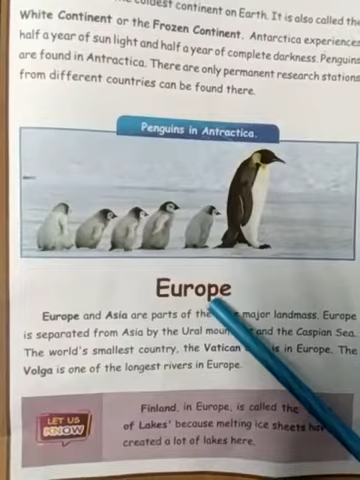 coldest continent on Earth. It is also called the
White Continent or the Frozen Continent. Antarctica experiences
half a year of sun light and half a year of complete darkness. Penguins
are found in Antractica. There are only permanent research stations
from different countries can be found there.
Penguins in Antractica.
Europe
Europe and Asia are parts of the major landmass. Europe
is separated from Asia by the Ural and the Caspian Sea.
The world's smallest country, the Vatican is in Europe. The
Volga is one of the longest rivers in Europe.
LET US
KNOW
Finland, in Europe, is called the
of Lakes' because melting ice sheets
created a lot of lakes here.